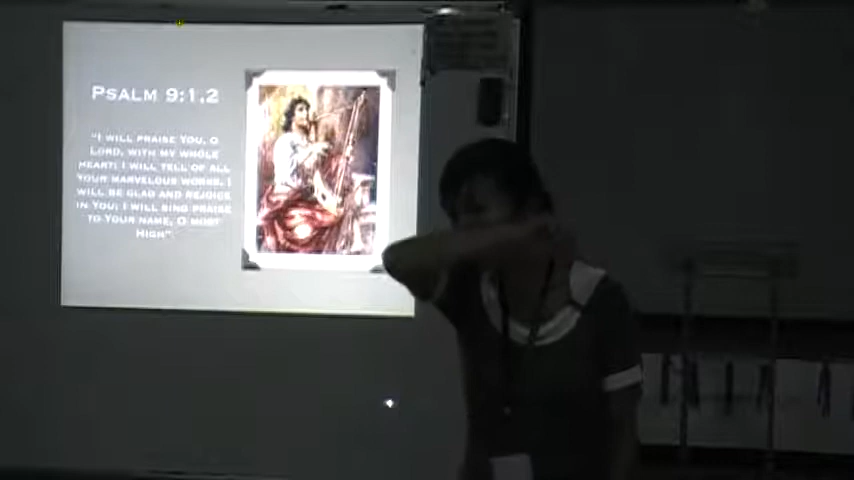 Psalm 9:1,2
"I will praise You, O
Lord, with my whole
heart; I will tell of all
Your marvelous works. I
will be glad and rejoice
in You; I will sing praise
to Your name, O Most
High".